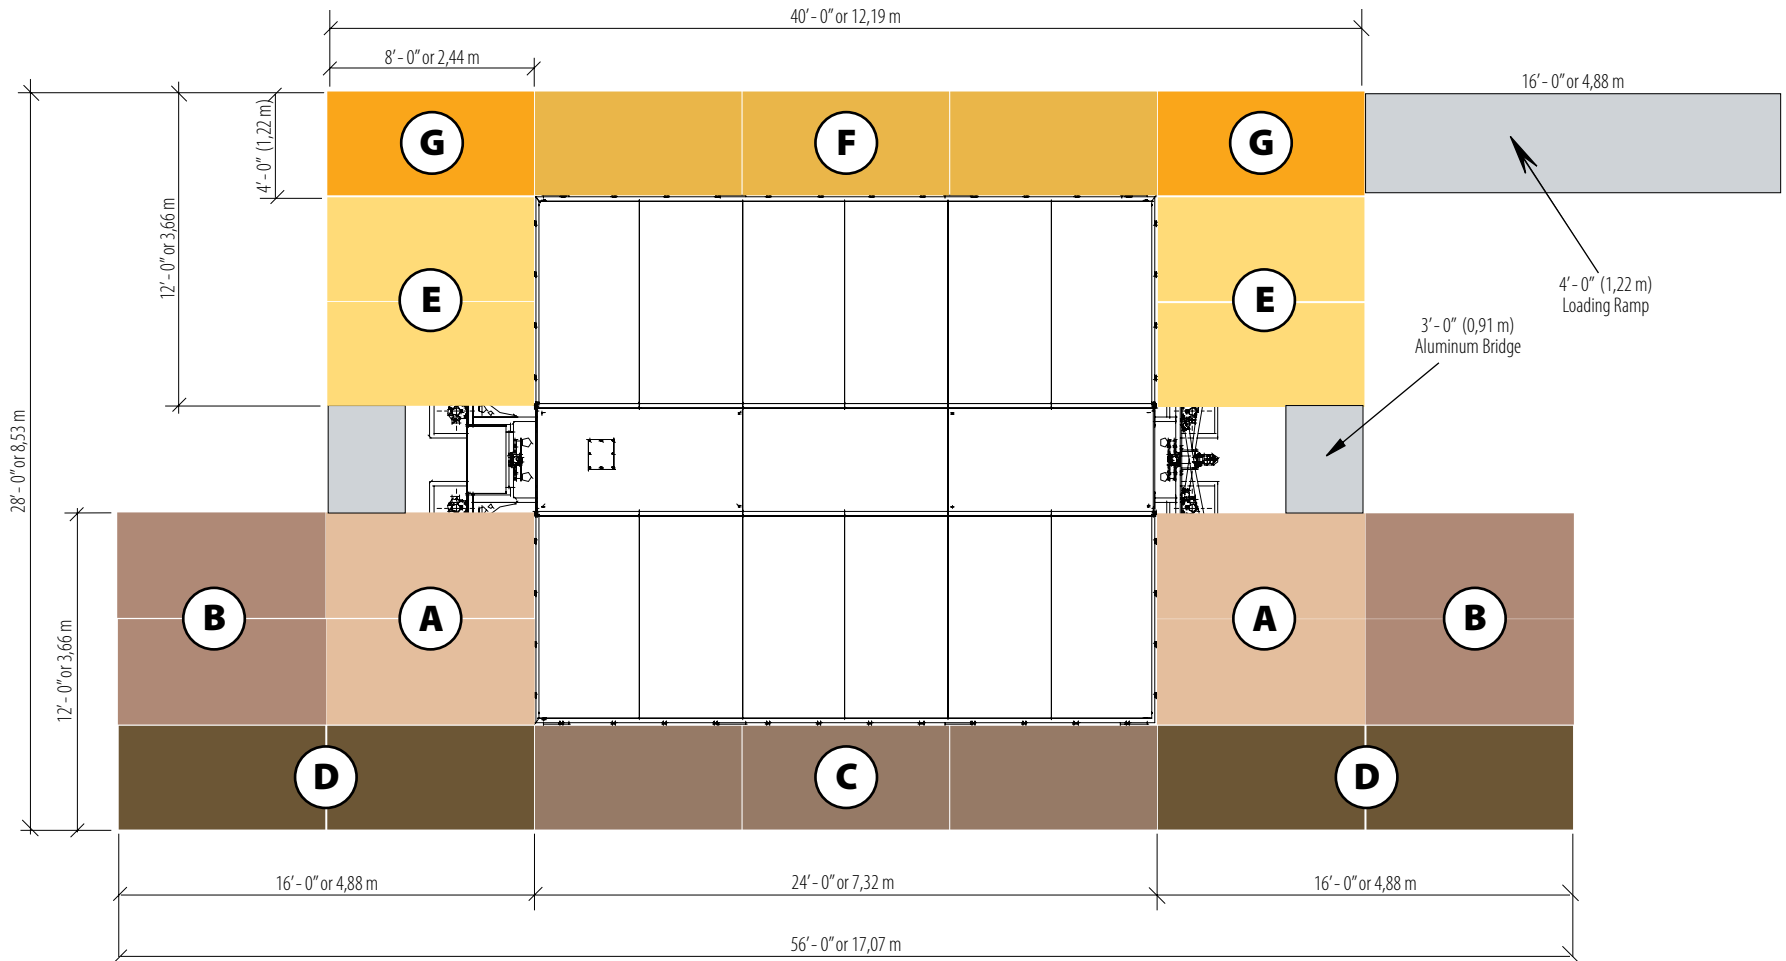 40'- 0" or 12,19 m
8'- 0" or 2,44 m
16'- 0" or 4,88 m
4'- 0" (1,22 m)
G
F
G
12'- 0" or 3,66 m
E
E
4'- 0" (1,22 m)
Loading Ramp
3'- 0" (0,91 m)
Aluminum Bridge
28'- 0" or 8,53 m
B
A
A
B
12'- 0" or 3,66 m
D
C
D
16'- 0" or 4,88 m
24'- 0" or 7,32 m
16'- 0" or 4,88 m
56'- 0" or 17,07 m